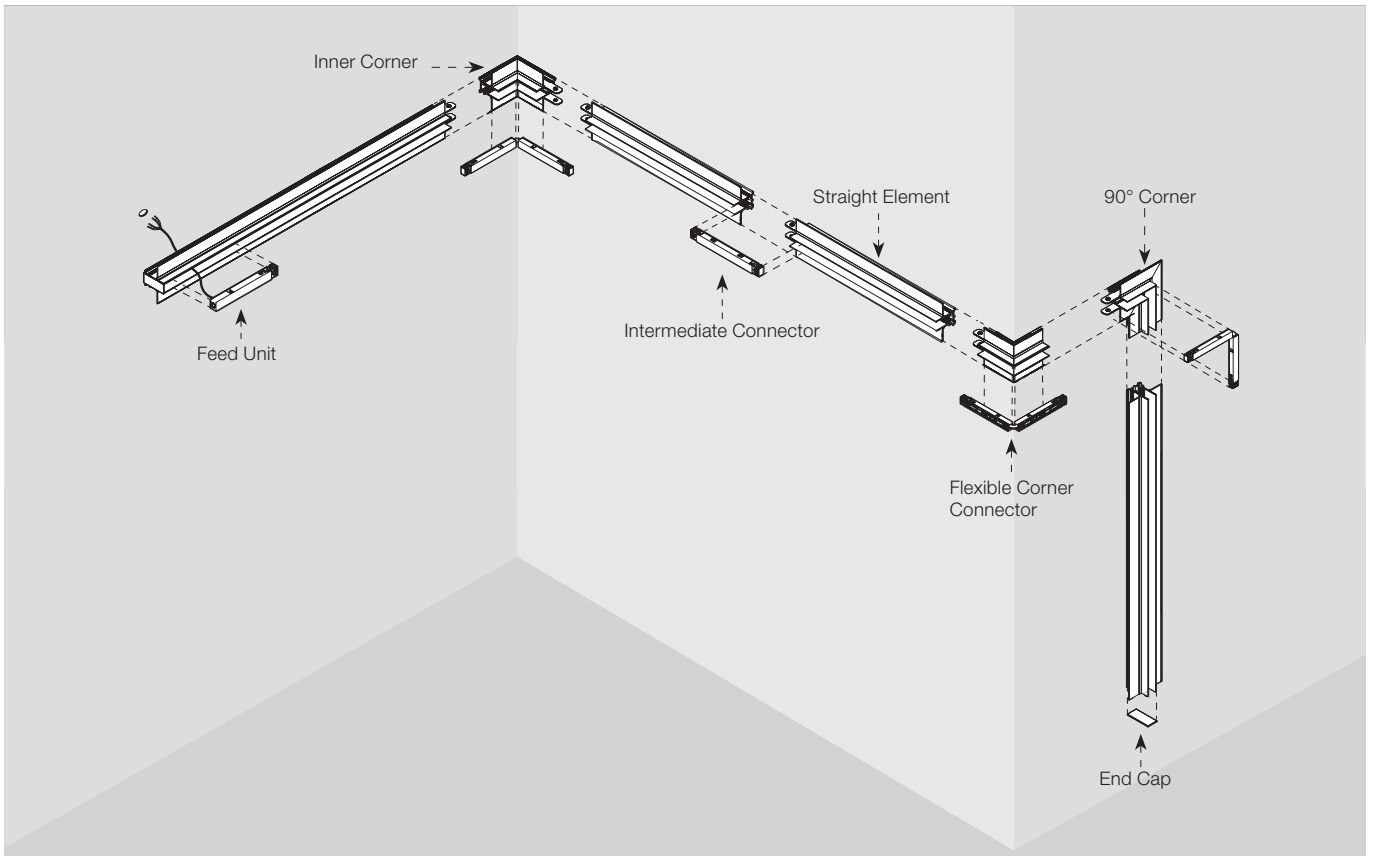 Inner Corner
Straight Element
90° Corner
Intermediate Connector
Feed Unit
Flexible Corner
Connector
End Cap